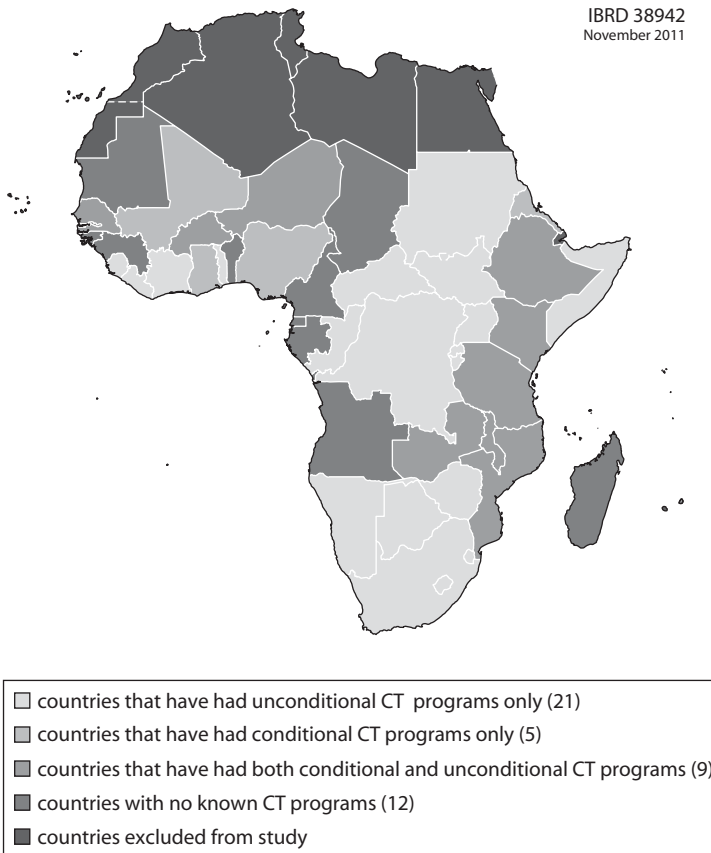 IBRD 38942
November 2011
countries that have had unconditional CT programs only (21)
countries that have had conditional CT programs only (5)
countries that have had both conditional and unconditional CT programs (9)
countries with no known CT programs (12)
countries excluded from study